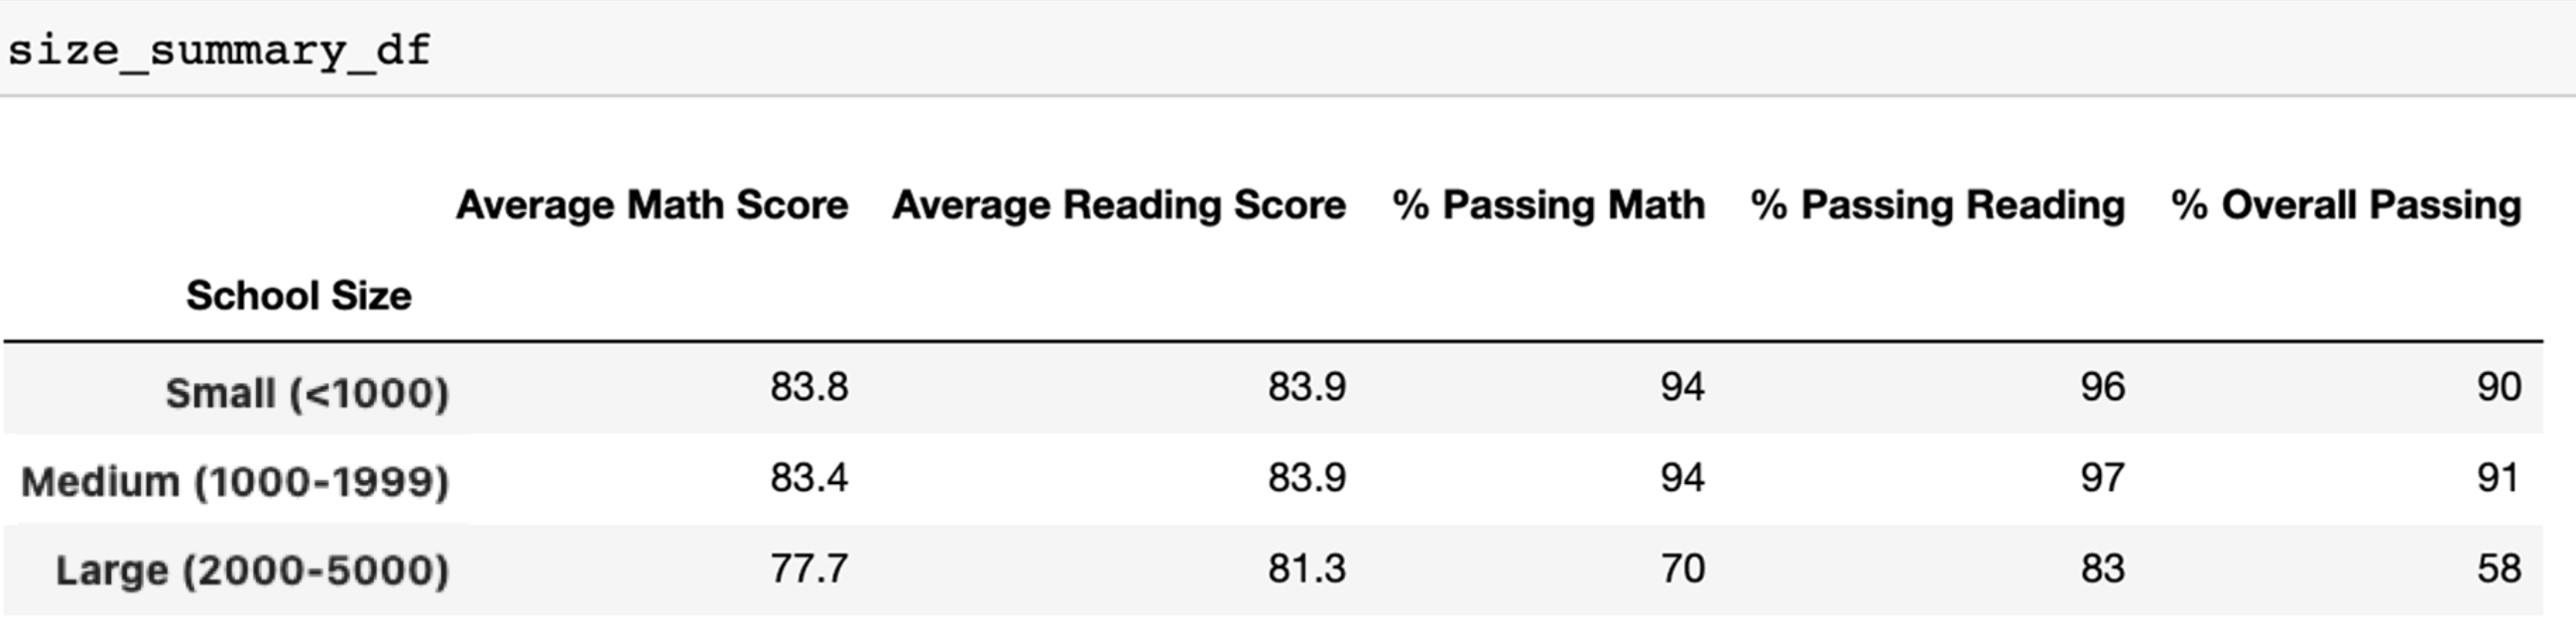 size_summary_df
Average Math Score Average Reading Score % Passing Math % Passing Reading % Overall Passing
School Size
Small (<1000) 83.8 83.9 94 96 90
Medium (1000-1999) 83.4 83.9 94 97 91
Large (2000-5000) 77.7 81.3 70 83 58